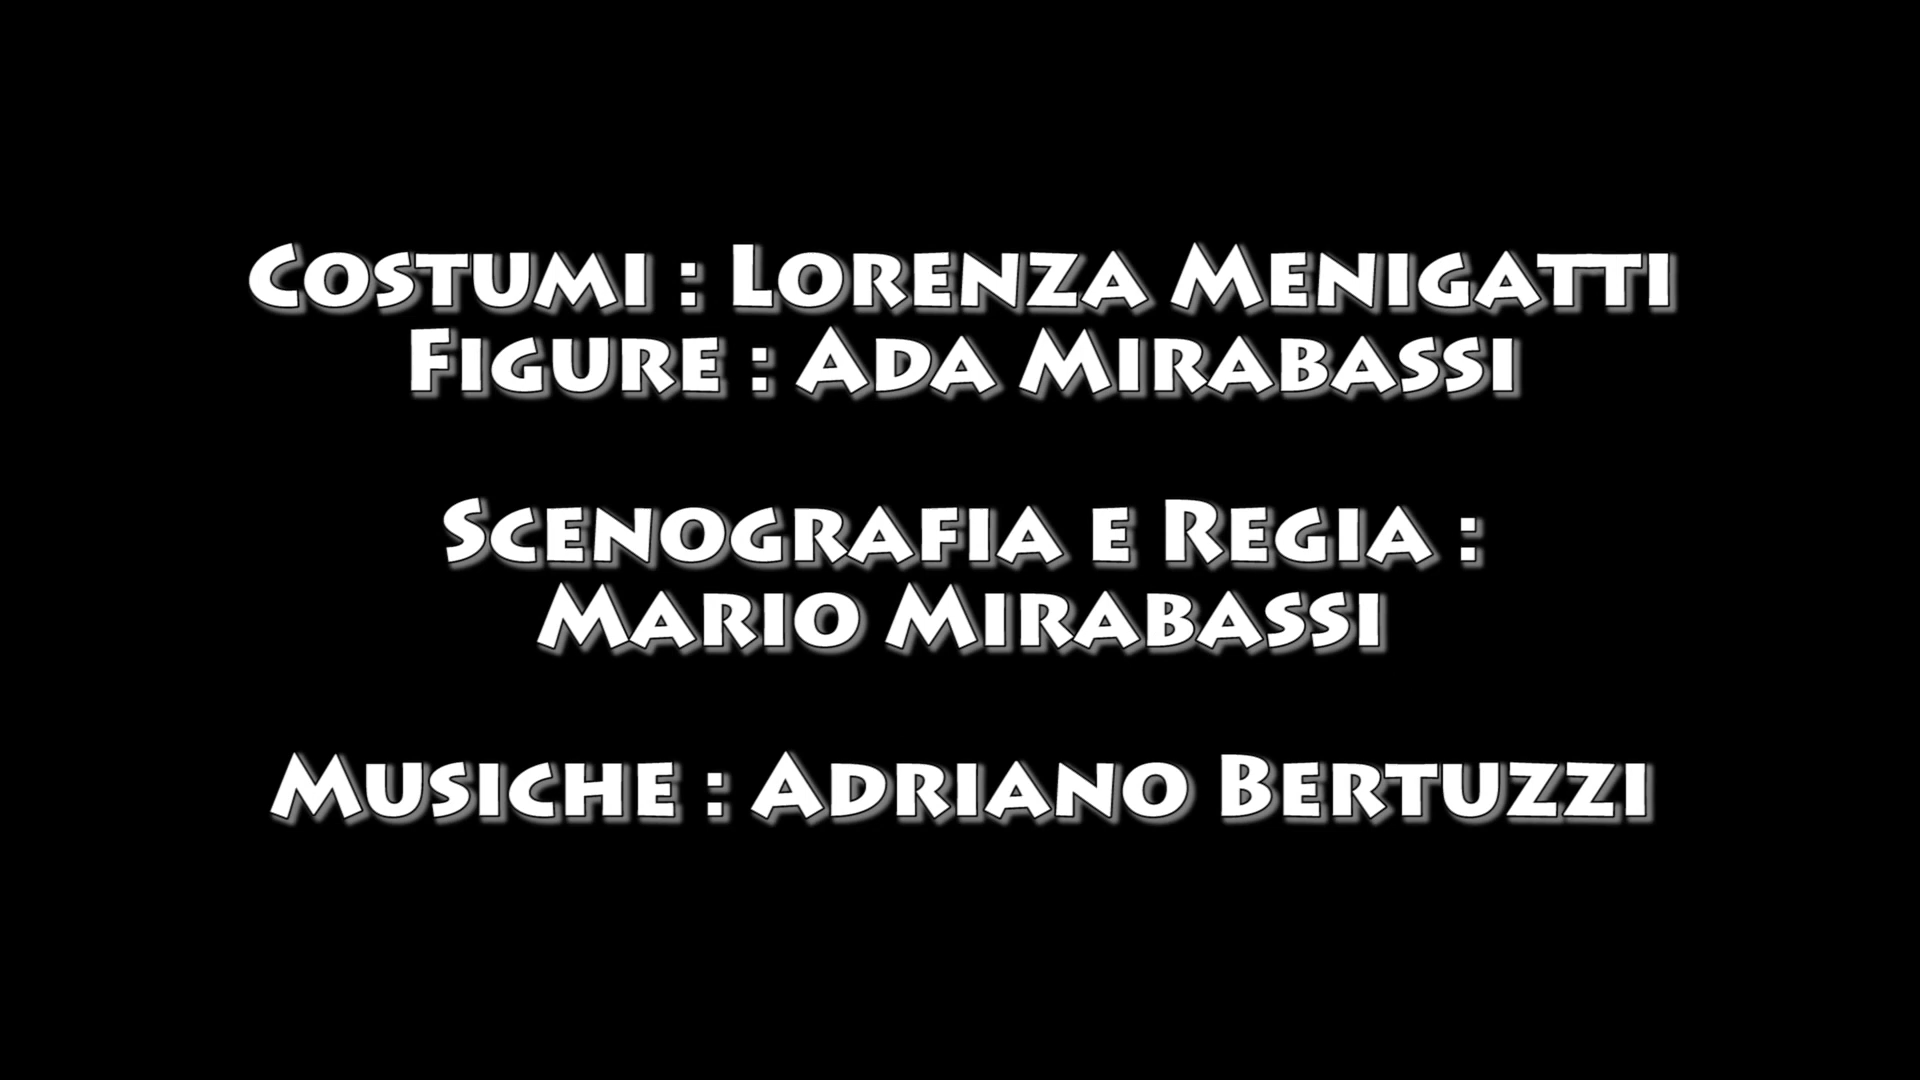 Costumi : Lorenza Menigatti
Figure : Ada Mirabassi
Scenografia e Regia :
Mario Mirabassi
Musiche : Adriano Bertuzzi